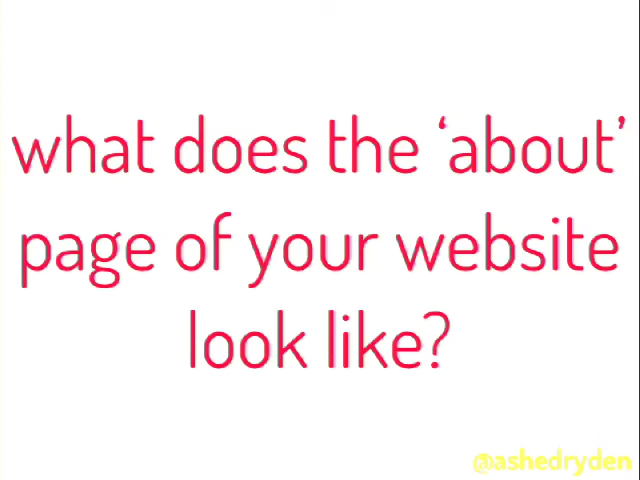 what does the ‘about’
page of your website
look like?
@ashedryden